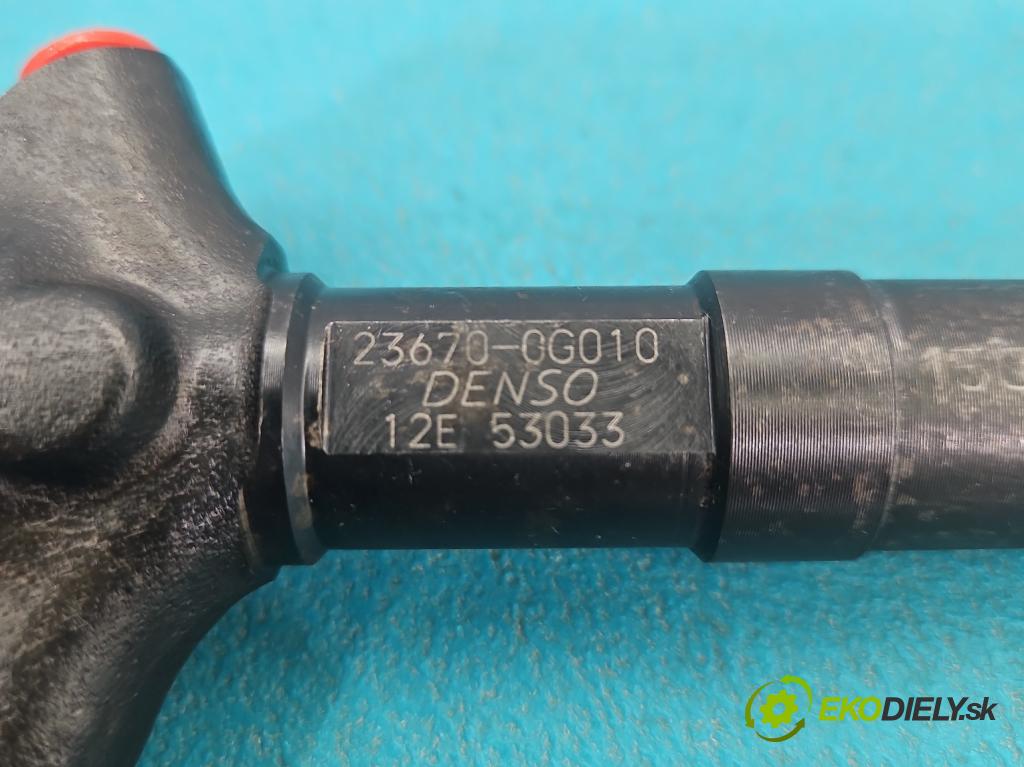 23670-0G010
DENSO
12E 53033
EKODIELY.sk